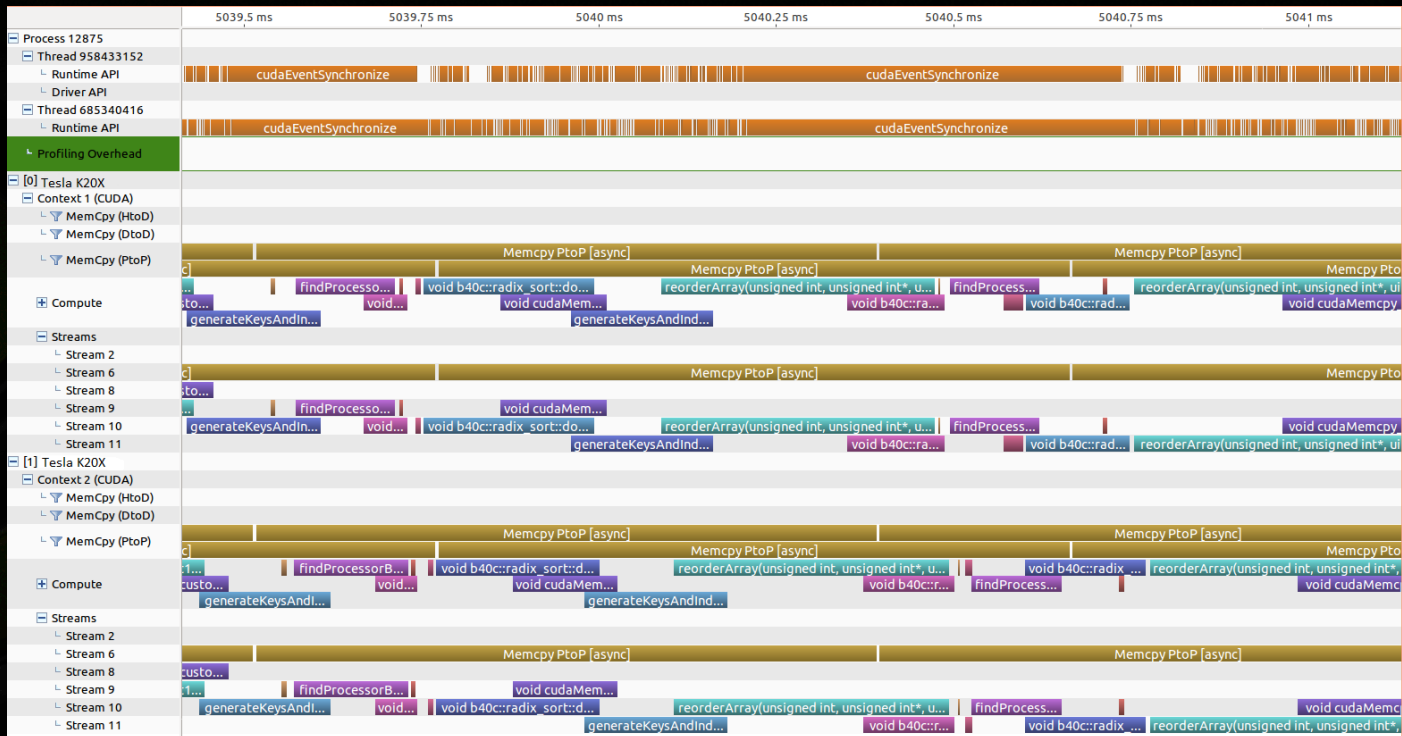 5039.5 ms 5039.75 ms 5040 ms 5040.25 ms 5040.5 ms 5040.75 ms 5041 ms
Process 12875
Thread 958433152
Runtime API cudaEventSynchronize cudaEventSynchronize
Driver API
Thread 685340416
Runtime API cudaEventSynchronize cudaEventSynchronize
Profiling Overhead
[0] Tesla K20X
Context 1 (CUDA)
MemCpy (HtoD)
MemCpy (DtoD)
Memcpy PtoP [async] Memcpy PtoP [async]
MemCpy (PtoP)
c] Memcpy PtoP [async] Memcpy Pto
... findProcesso... void b40c::radix_sort::do... reorderArray(unsigned int, unsigned int*, u... findProcess... reorderArray(unsigned int, unsigned int*, ui
Compute sto... void... void cudaMem... void b40c::ra... void b40c::rad... void cudaMemcpy
generateKeysAndIn... generateKeysAndInd...
Streams
Stream 2
Stream 6 c] Memcpy PtoP [async] Memcpy Pto
Stream 8 sto...
Stream 9 ... findProcesso... void cudaMem...
Stream 10 generateKeysAndIn... void... void b40c::radix_sort::do... reorderArray(unsigned int, unsigned int*, u... findProcess... void cudaMemcpy
Stream 11 generateKeysAndInd... void b40c::ra... void b40c::rad... reorderArray(unsigned int, unsigned int*, ui
[1] Tesla K20X
Context 2 (CUDA)
MemCpy (HtoD)
MemCpy (DtoD)
Memcpy PtoP [async] Memcpy PtoP [async]
MemCpy (PtoP)
c] Memcpy PtoP [async] Memcpy Pto
:1... findProcessorB... void b40c::radix_sort::d... reorderArray(unsigned int, unsigned int*, u... void b40c::radix_... reorderArray(unsigned int, unsigned int*,
Compute custo... void... void cudaMem... void b40c::r... findProcess... void cudaMemc
generateKeysAndI... generateKeysAndInd...
Streams
Stream 2
Stream 6 Memcpy PtoP [async] Memcpy PtoP [async]
Stream 8 custo...
Stream 9 :1... findProcessorB... void cudaMem...
Stream 10 generateKeysAndI... void... void b40c::radix_sort::d... reorderArray(unsigned int, unsigned int*, u... findProcess... void cudaMemc
Stream 11 generateKeysAndInd... void b40c::r... void b40c::radix_... reorderArray(unsigned int, unsigned int*,